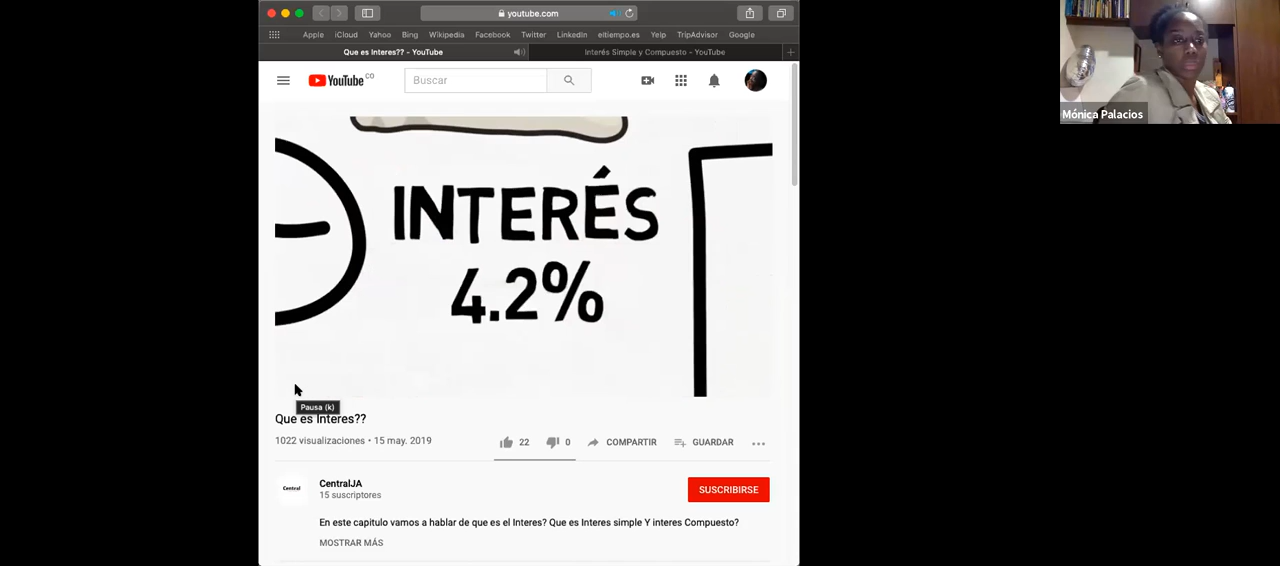 youtube.com
Apple iCloud Yahoo Bing Wikipedia Facebook Twitter LinkedIn eltiempo.es Yelp TripAdvisor Google
Que es Interes?? - YouTube
Interés Simple y Compuesto - YouTube
YouTube CO
Buscar
INTERÉS
4.2%
Pausa (k)
Que es Interes??
1022 visualizaciones • 15 may. 2019
22 0 COMPARTIR GUARDAR
Central
CentralJA
15 suscriptores
SUSCRIBIRSE
En este capitulo vamos a hablar de que es el Interes? Que es Interes simple Y interes Compuesto?
MOSTRAR MÁS
Mónica Palacios